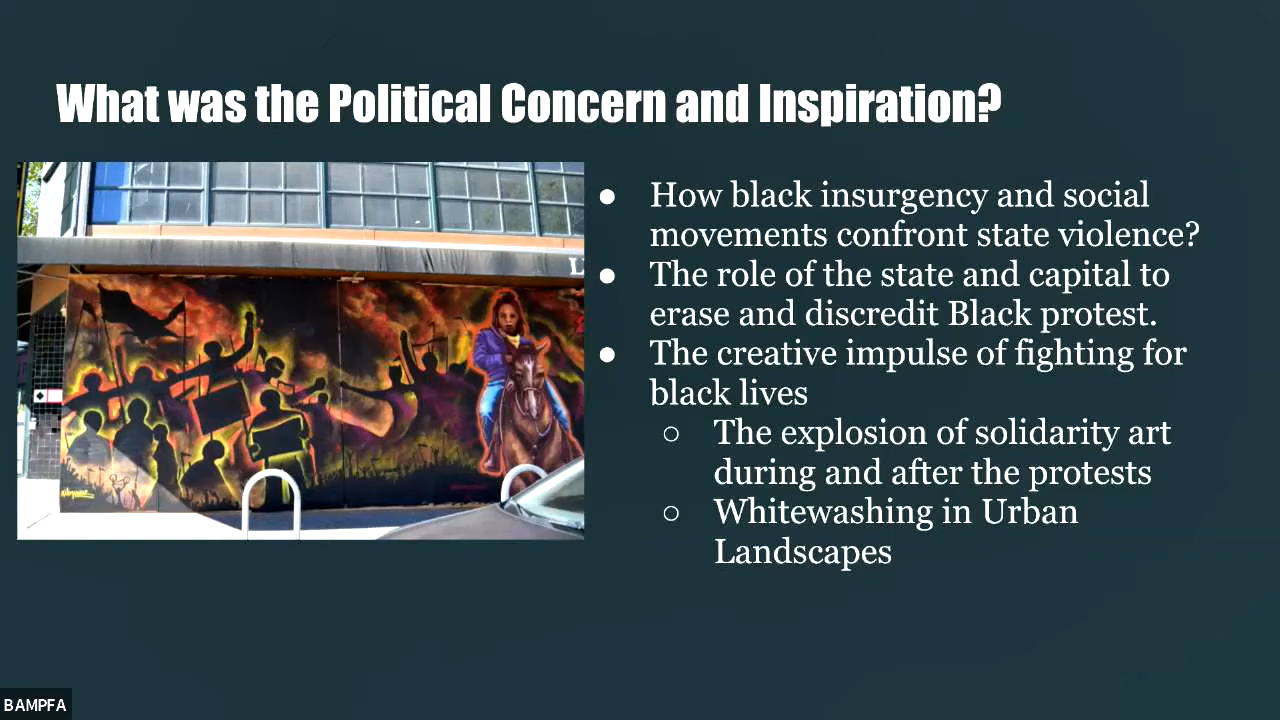 What was the Political Concern and Inspiration?
● How black insurgency and social
movements confront state violence?
● The role of the state and capital to
erase and discredit Black protest.
● The creative impulse of fighting for
black lives
○ The explosion of solidarity art
during and after the protests
○ Whitewashing in Urban
Landscapes
BAMPFA